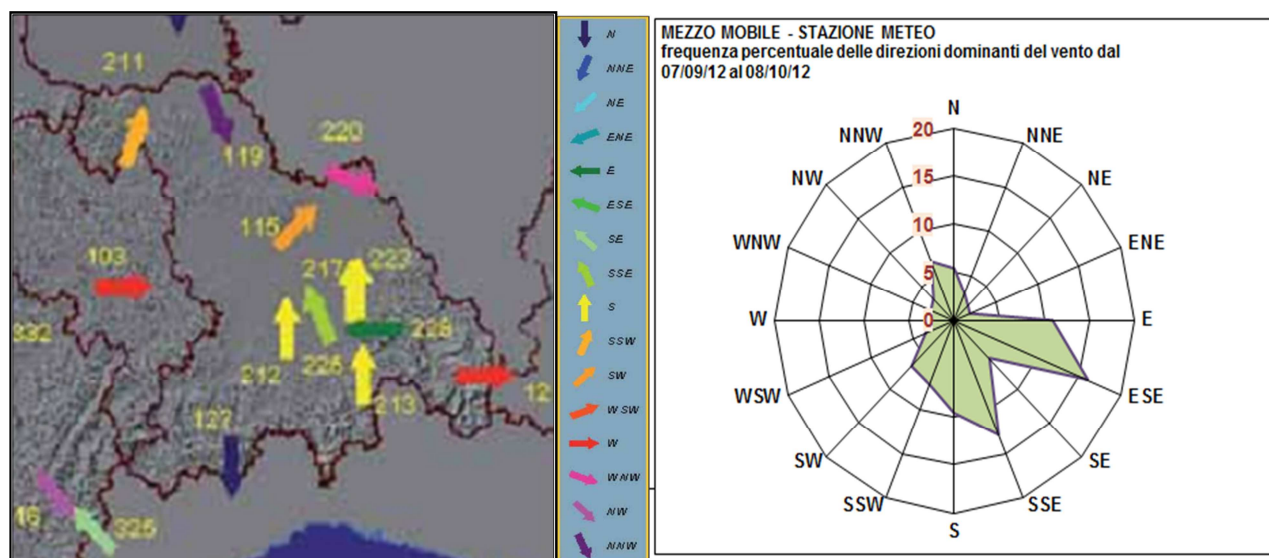 211
119
220
115
103
217
223
332
212
225
228
213
12
122
16
325
N
NNE
NE
ENE
E
ESE
SE
SSE
S
SSW
SW
WSW
W
WNW
NW
NNW
MEZZO MOBILE - STAZIONE METEO
frequenza percentuale delle direzioni dominanti del vento dal
07/09/12 al 08/10/12
N
NNW 20 NNE
NW 15 NE
WNW 10 ENE
5
W 0 E
WSW ESE
SW SE
SSW SSE
S